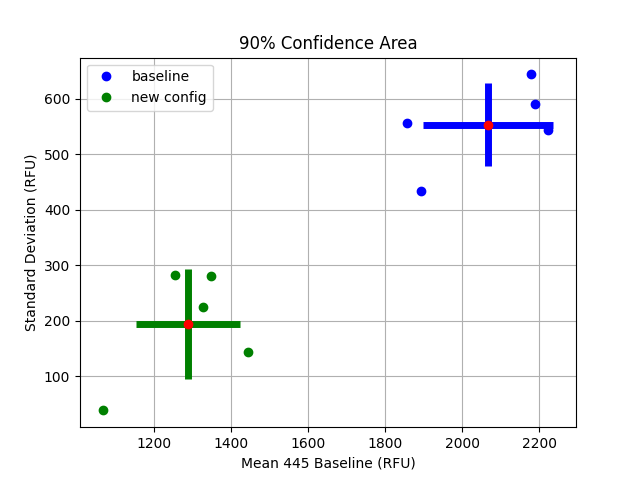 90% Confidence Area
baseline
new config
600
500
400
300
200
100
Standard Deviation (RFU)
1200 1400 1600 1800 2000 2200
Mean 445 Baseline (RFU)